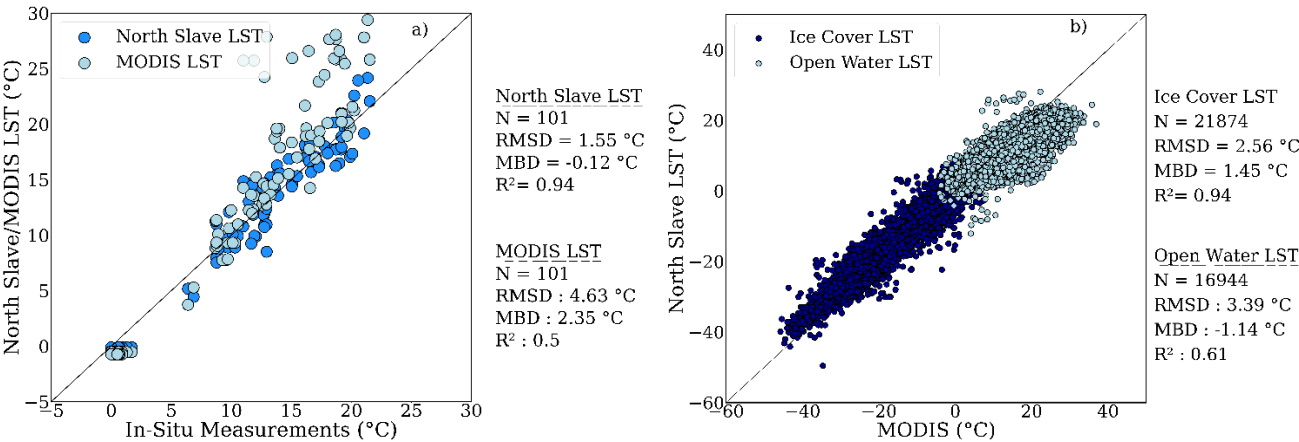 North Slave/MODIS LST (°C)
30
25
20
15
10
5
0
−5
North Slave LST
MODIS LST
a)
−5 0 5 10 15 20 25 30
In-Situ Measurements (°C)
North Slave LST
N = 101
RMSD = 1.55 °C
MBD = -0.12 °C
R²= 0.94
MODIS LST
N = 101
RMSD : 4.63 °C
MBD : 2.35 °C
R² : 0.5
North Slave LST (°C)
40
20
0
−20
−40
−60
Ice Cover LST
Open Water LST
b)
−60 −40 −20 0 20 40
MODIS (°C)
Ice Cover LST
N = 21874
RMSD = 2.56 °C
MBD = 1.45 °C
R²= 0.94
Open Water LST
N = 16944
RMSD : 3.39 °C
MBD : -1.14 °C
R² : 0.61